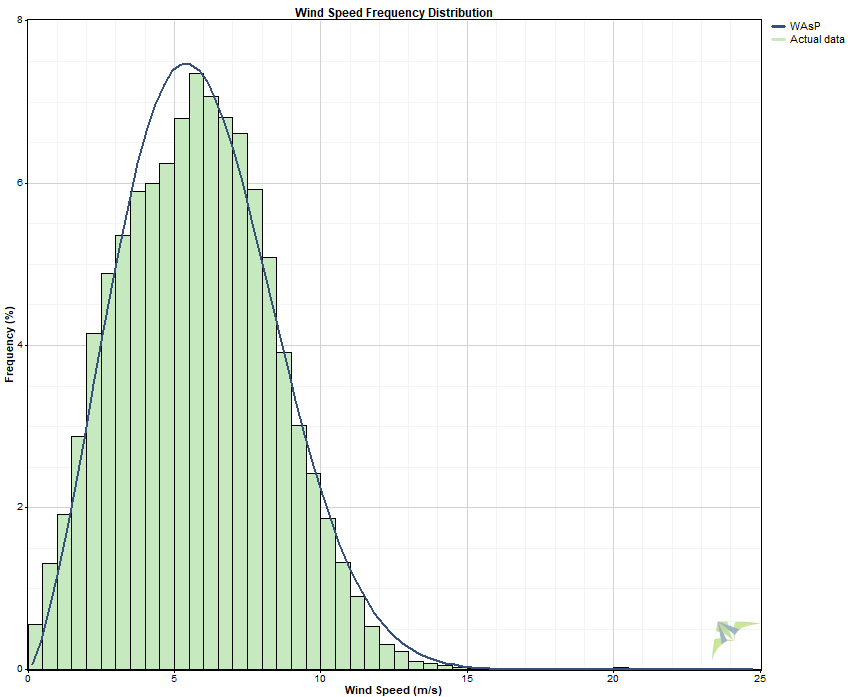 Wind Speed Frequency Distribution
WAsP
Actual data
8
6
4
2
0
Frequency (%)
0
5
10
15
20
25
Wind Speed (m/s)